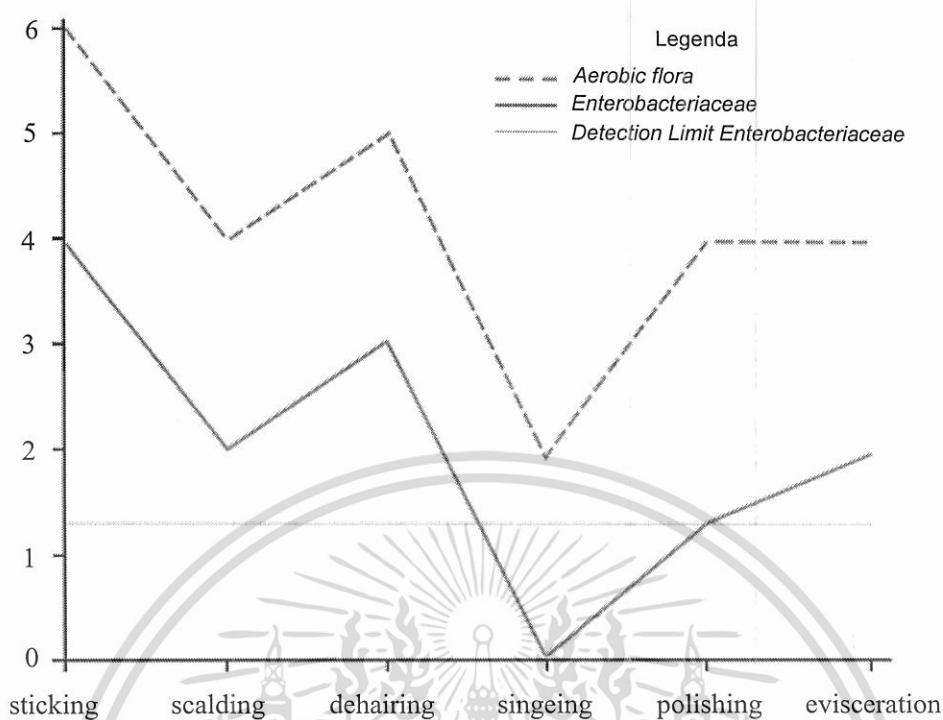 Legenda
Aerobic flora
Enterobacteriaceae
Detection Limit Enterobacteriaceae
6
5
4
3
2
1
0
sticking scalding dehairing singeing polishing evisceration